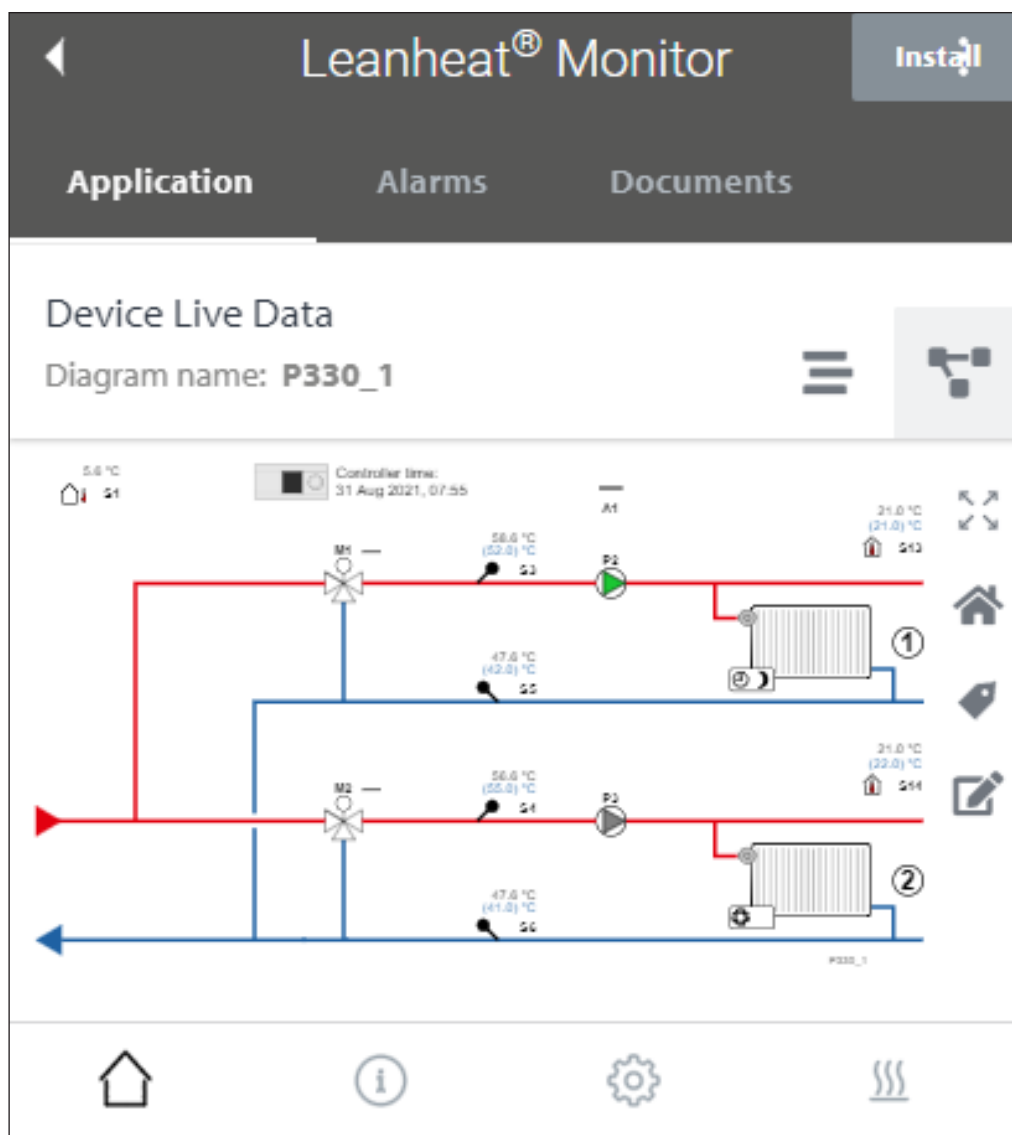 Leanheat® Monitor
Install
Application Alarms Documents
Device Live Data
Diagram name: P330_1
5.6 °C
S1
Controller time:
31 Aug 2021, 07:55
A1
21.0 °C
(21.0) °C
S13
M1
58.6 °C
(52.0) °C
S3
P2
1
47.6 °C
(42.0) °C
S5
21.0 °C
(22.0) °C
S14
M2
56.6 °C
(55.0) °C
S4
P3
2
47.6 °C
(41.0) °C
S6
P330_1